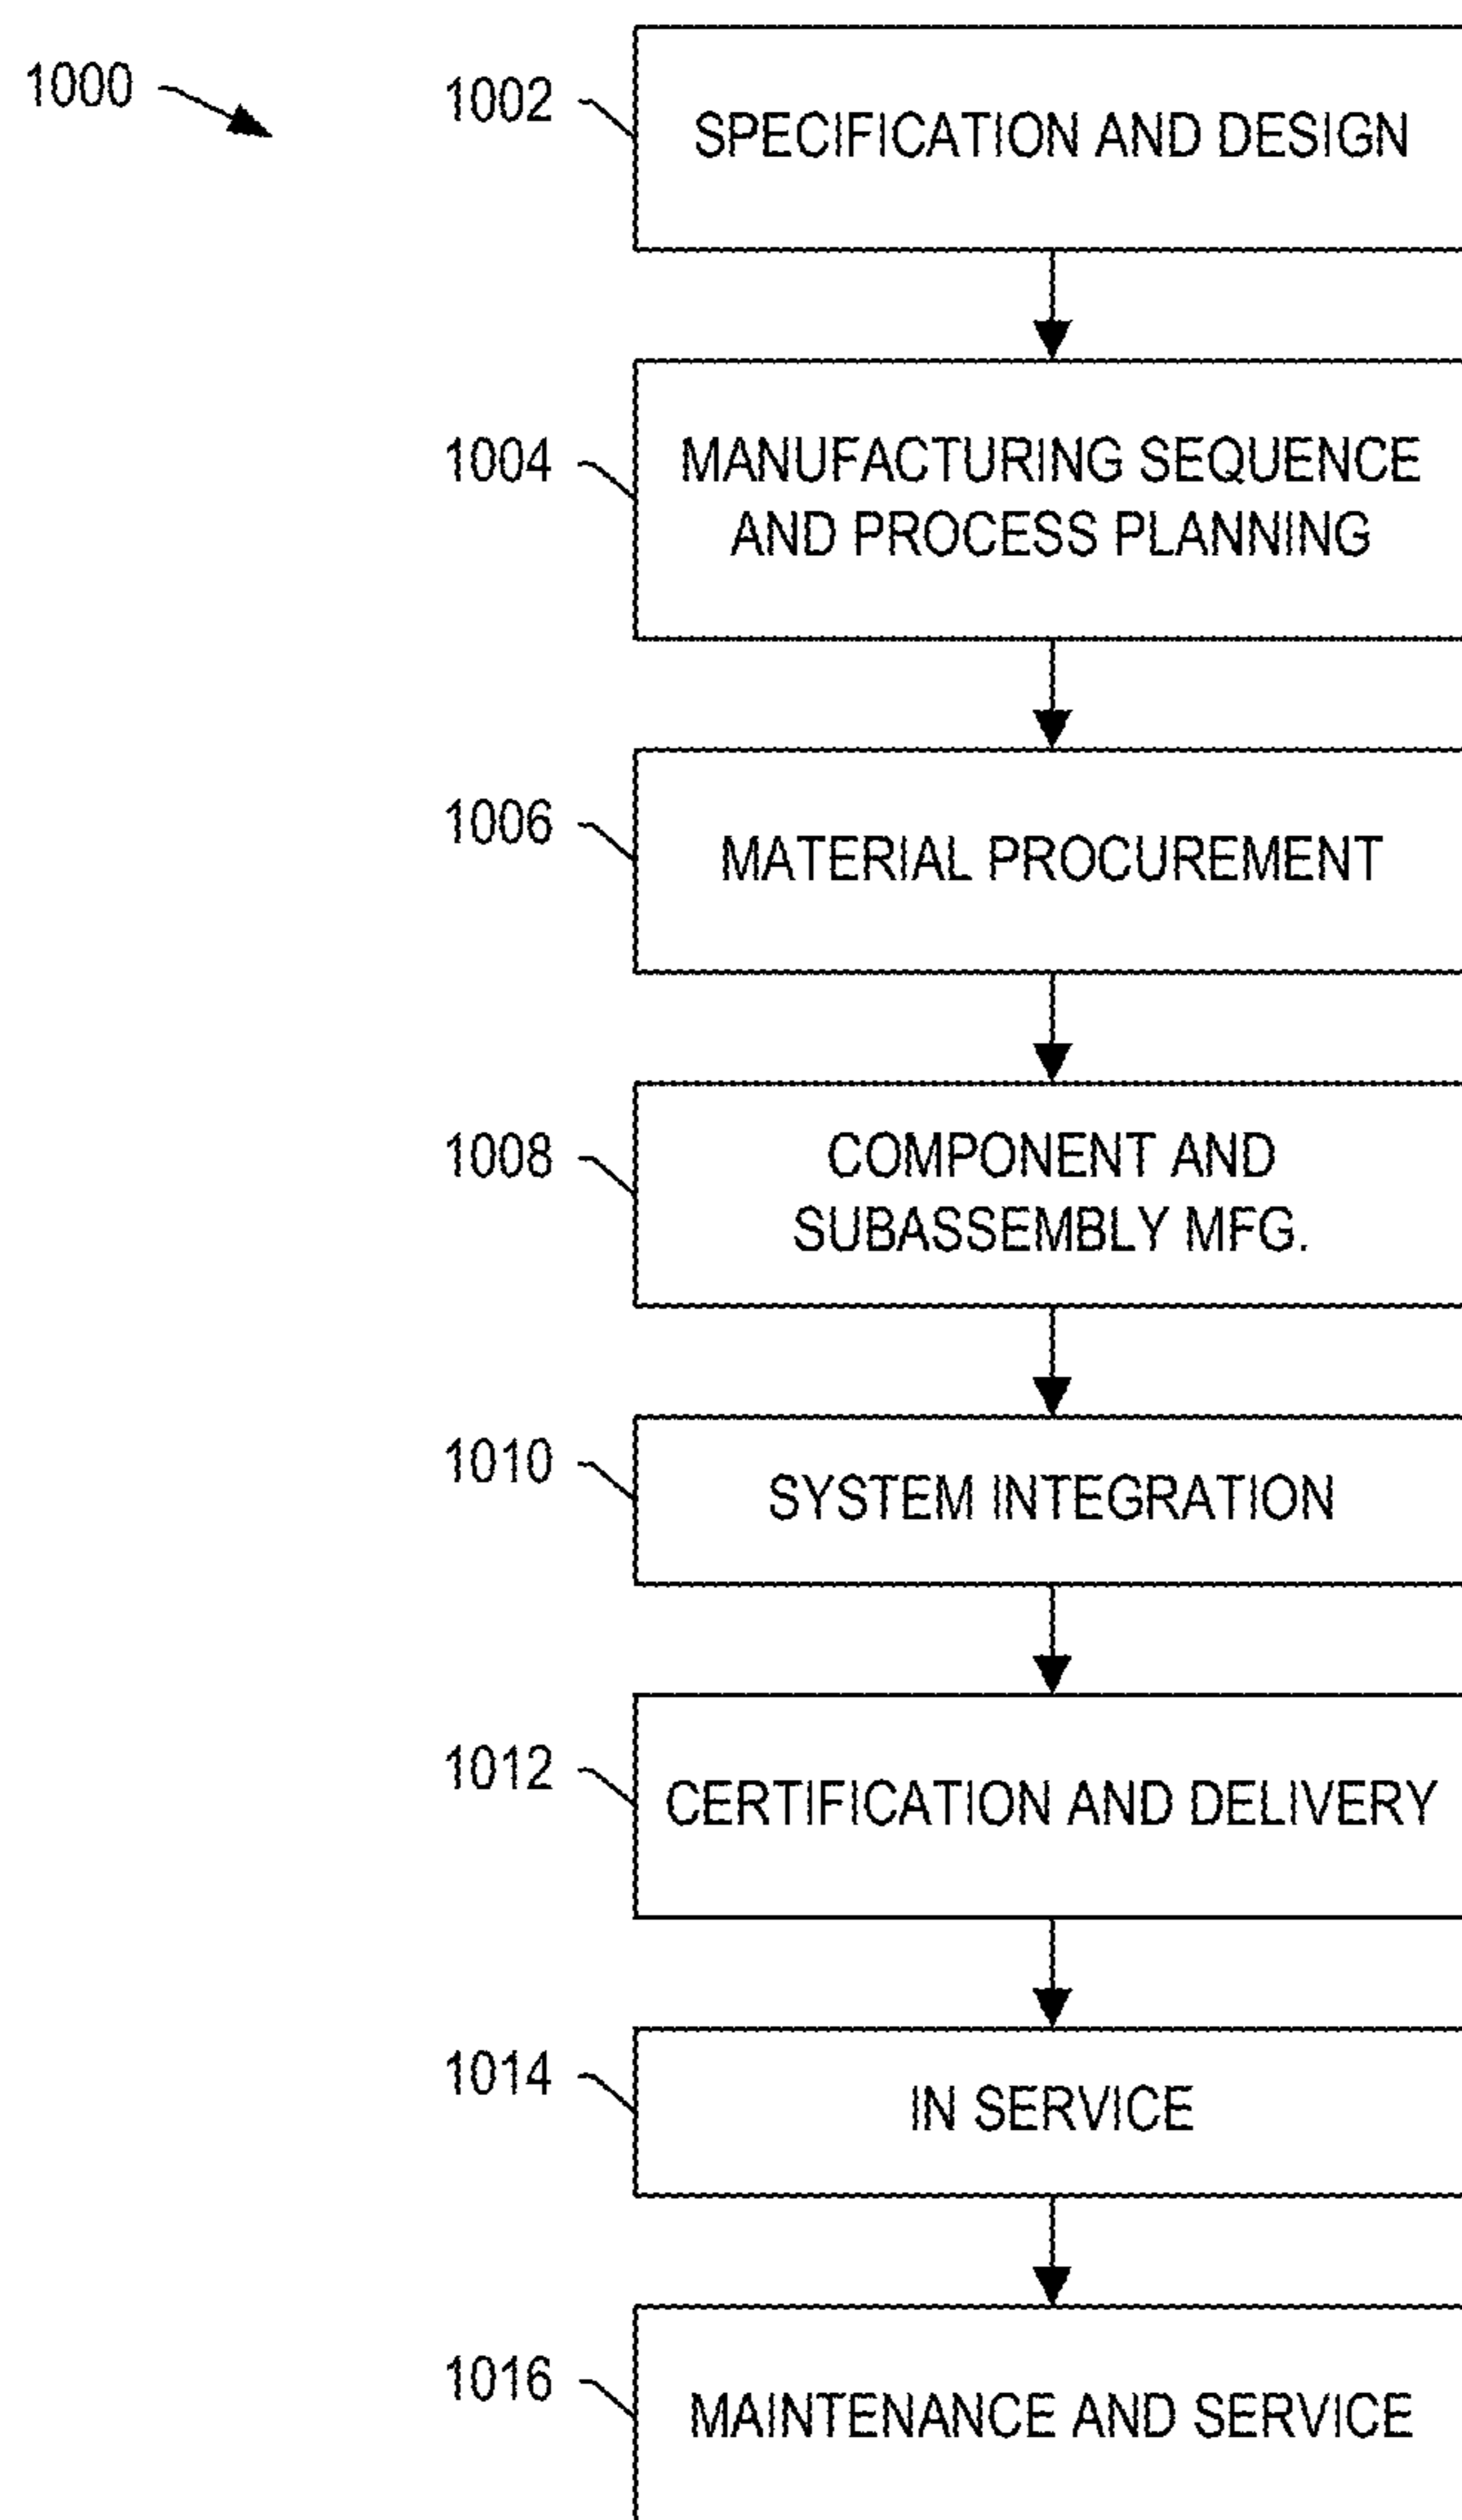 1000
1002
SPECIFICATION AND DESIGN
1004
MANUFACTURING SEQUENCE
AND PROCESS PLANNING
1006
MATERIAL PROCUREMENT
1008
COMPONENT AND
SUBASSEMBLY MFG.
1010
SYSTEM INTEGRATION
1012
CERTIFICATION AND DELIVERY
1014
IN SERVICE
1016
MAINTENANCE AND SERVICE